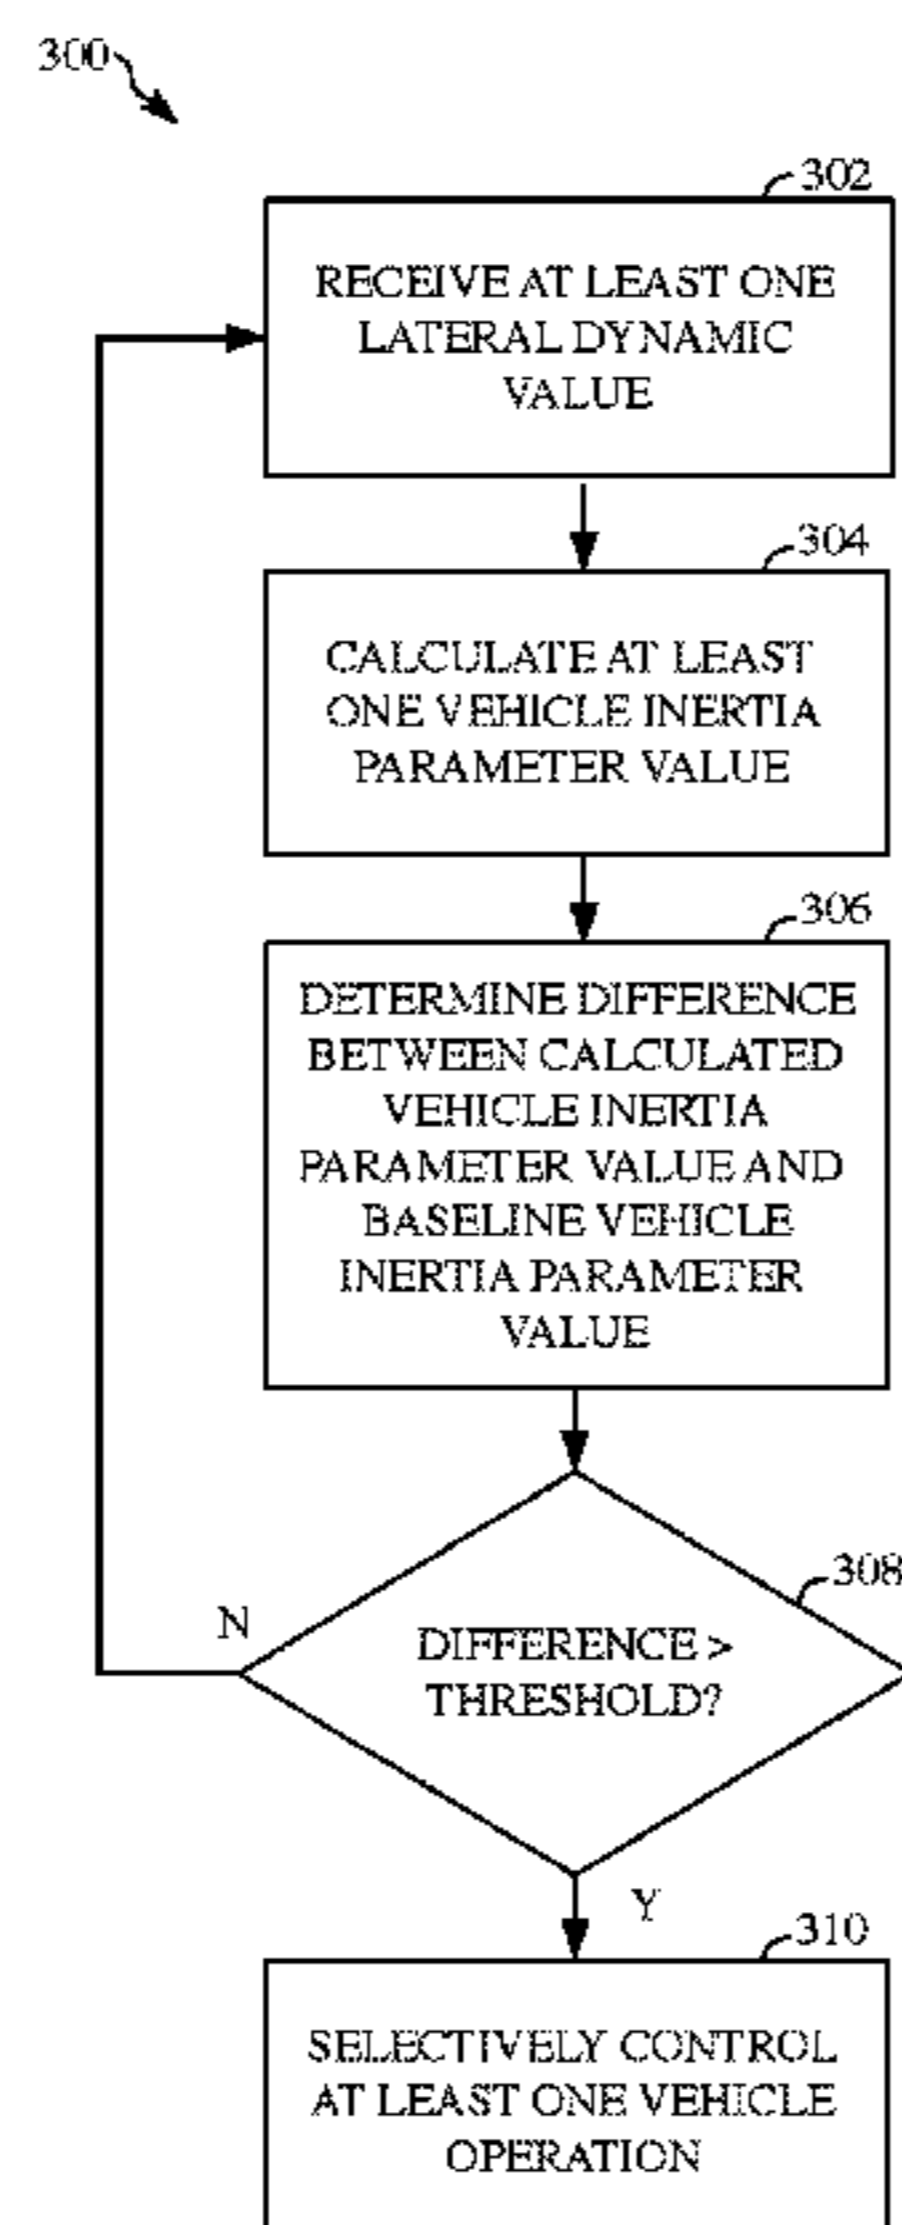 300
302
RECEIVE AT LEAST ONE
LATERAL DYNAMIC
VALUE
304
CALCULATE AT LEAST
ONE VEHICLE INERTIA
PARAMETER VALUE
306
DETERMINE DIFFERENCE
BETWEEN CALCULATED
VEHICLE INERTIA
PARAMETER VALUE AND
BASELINE VEHICLE
INERTIA PARAMETER
VALUE
308
N
DIFFERENCE >
THRESHOLD?
Y
310
SELECTIVELY CONTROL
AT LEAST ONE VEHICLE
OPERATION